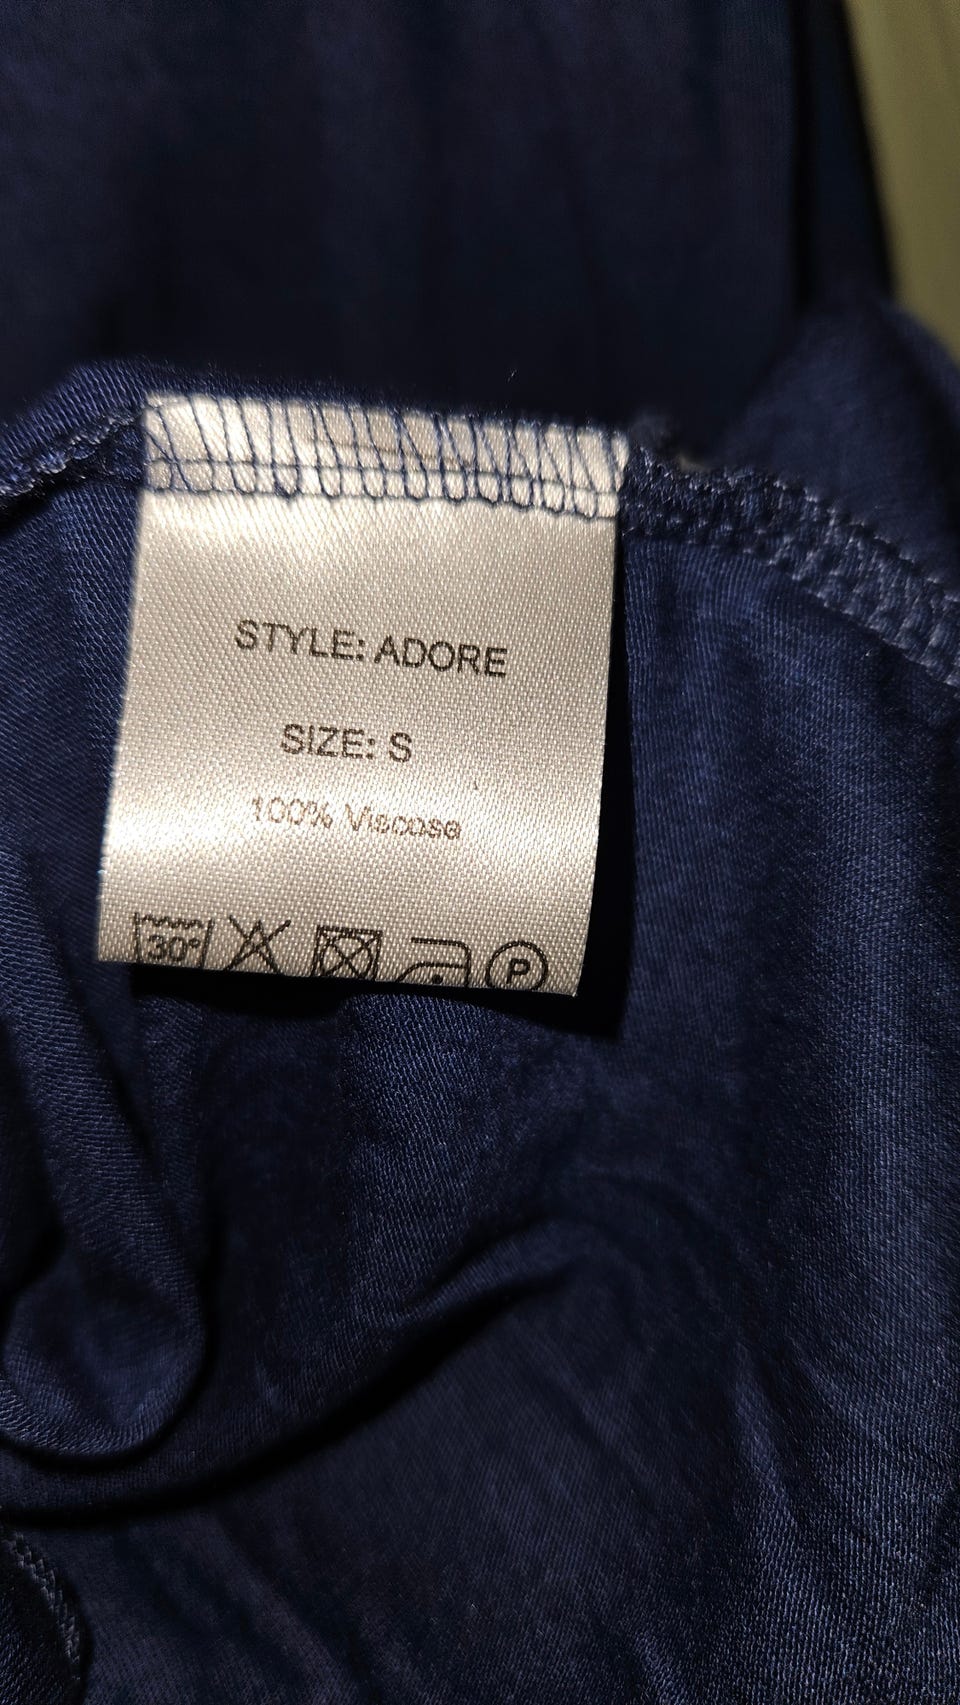 STYLE: ADORE
SIZE: S
100% Viscose
30°
P